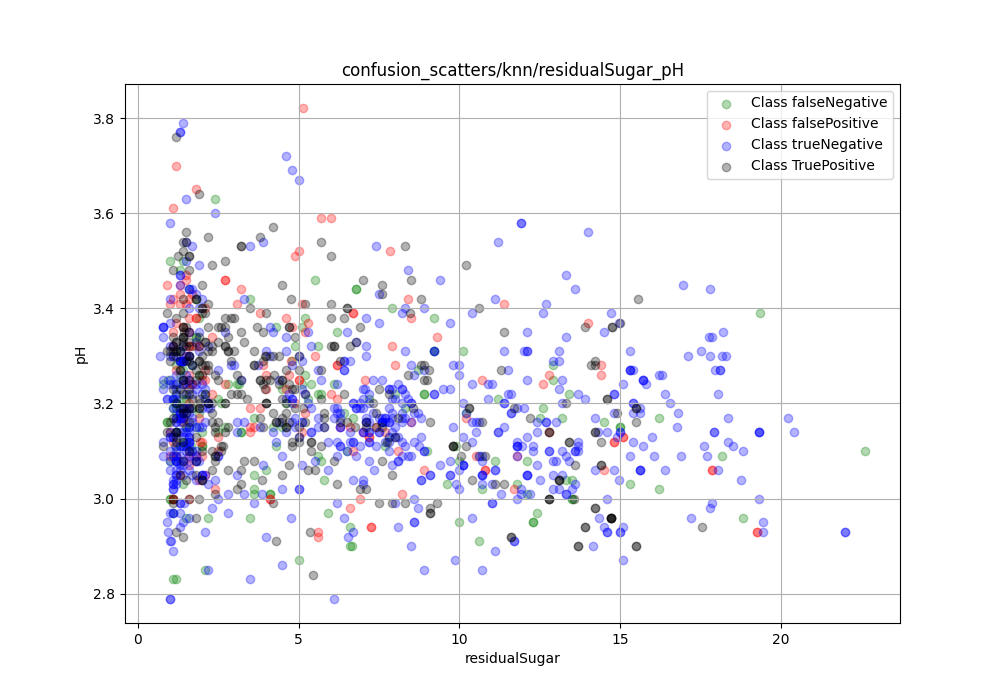 confusion_scatters/knn/residualSugar_pH
Class falseNegative
Class falsePositive
Class trueNegative
Class TruePositive
3.8
3.6
3.4
3.2
3.0
2.8
pH
0 5 10 15 20
residualSugar